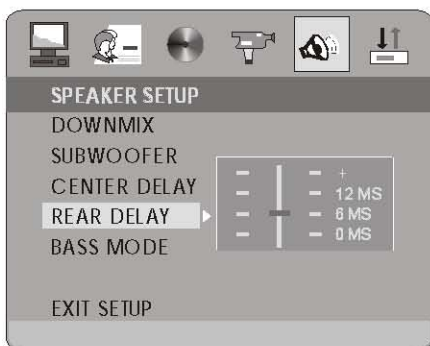 SPEAKER SETUP
DOWNMIX
SUBWOOFER
CENTER DELAY
REAR DELAY
BASS MODE
+
12 MS
6 MS
0 MS
EXIT SETUP